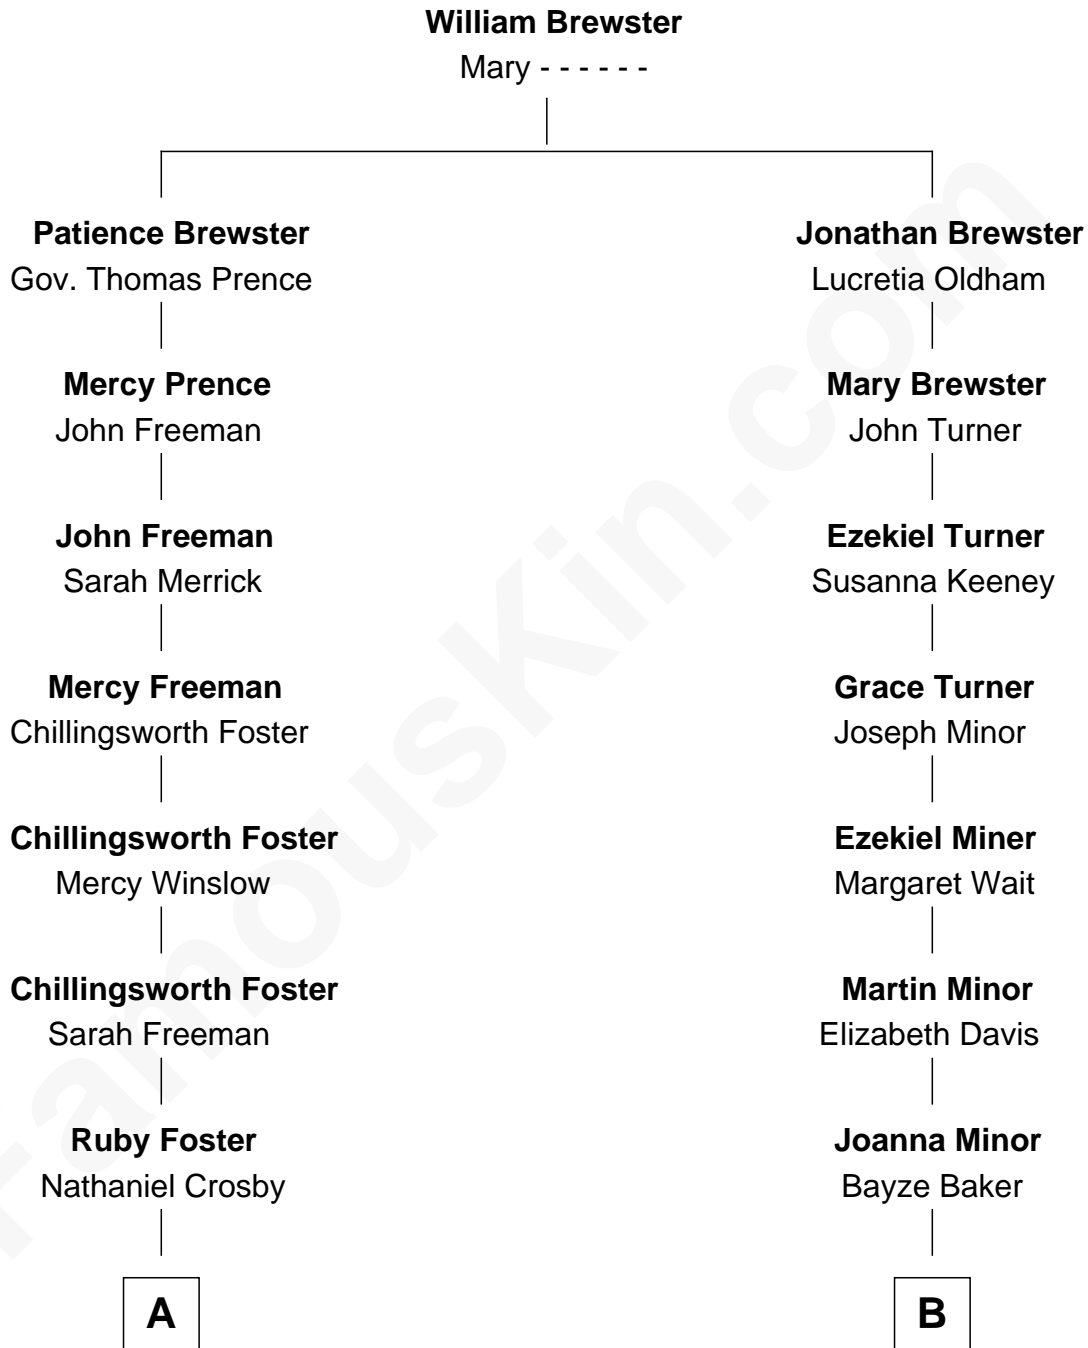 William Brewster
Mary - - - - - -
Patience Brewster
Gov. Thomas Prence
Jonathan Brewster
Lucretia Oldham
Mercy Prence
John Freeman
Mary Brewster
John Turner
John Freeman
Sarah Merrick
Ezekiel Turner
Susanna Keeney
Mercy Freeman
Chillingsworth Foster
Grace Turner
Joseph Minor
Chillingsworth Foster
Mercy Winslow
Ezekiel Miner
Margaret Wait
Chillingsworth Foster
Sarah Freeman
Martin Minor
Elizabeth Davis
Ruby Foster
Nathaniel Crosby
Joanna Minor
Bayze Baker
A
B
FamousKin.com